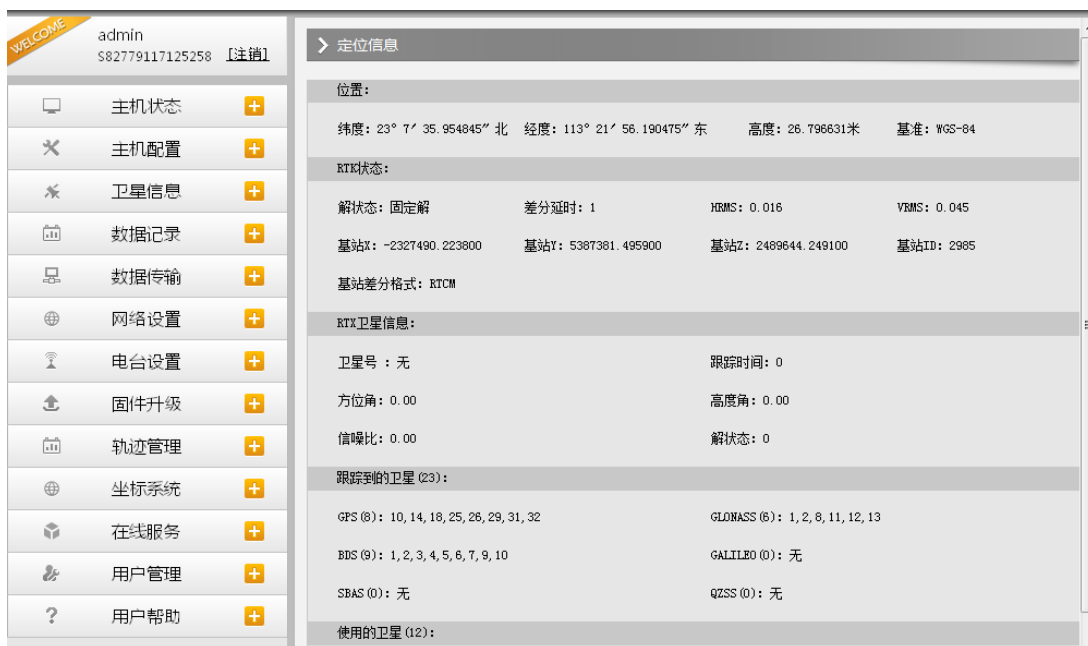 WELCOME
admin
S82779117125258 [注销]
主机状态
主机配置
卫星信息
数据记录
数据传输
网络设置
电台设置
固件升级
轨迹管理
坐标系统
在线服务
用户管理
用户帮助
定位信息
位置:
纬度: 23° 7′ 35.954845″ 北 经度: 113° 21′ 56.190475″ 东 高度: 26.796631米 基准: WGS-84
RTK状态:
解状态: 固定解 差分延时: 1 HRMS: 0.016 VRMS: 0.045
基站X: -2327490.223800 基站Y: 5387381.495900 基站Z: 2489644.249100 基站ID: 2985
基站差分格式: RTCM
RTX卫星信息:
卫星号 : 无 跟踪时间: 0
方位角: 0.00 高度角: 0.00
信噪比: 0.00 解状态: 0
跟踪到的卫星(23):
GPS(8): 10, 14, 18, 25, 26, 29, 31, 32 GLONASS(6): 1, 2, 8, 11, 12, 13
BDS(9): 1, 2, 3, 4, 5, 6, 7, 9, 10 GALILEO(0): 无
SBAS(0): 无 QZSS(0): 无
使用的卫星(12):